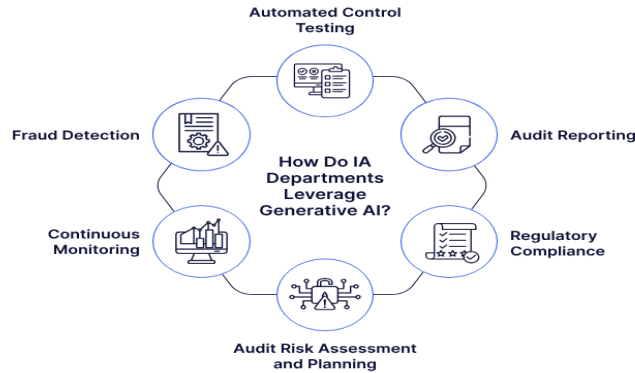 Automated Control
Testing
Fraud Detection
Audit Reporting
How Do IA
Departments
Leverage
Generative AI?
Continuous
Monitoring
Regulatory
Compliance
Audit Risk Assessment
and Planning